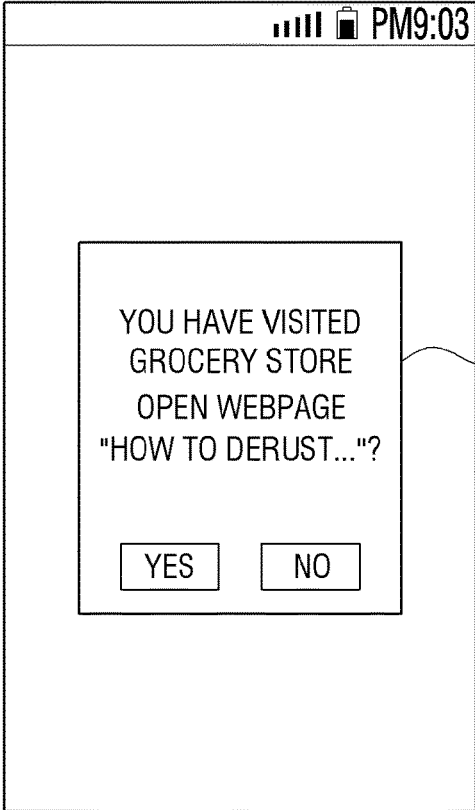 PM9:03
YOU HAVE VISITED
GROCERY STORE
OPEN WEBPAGE
"HOW TO DERUST..."?
YES NO